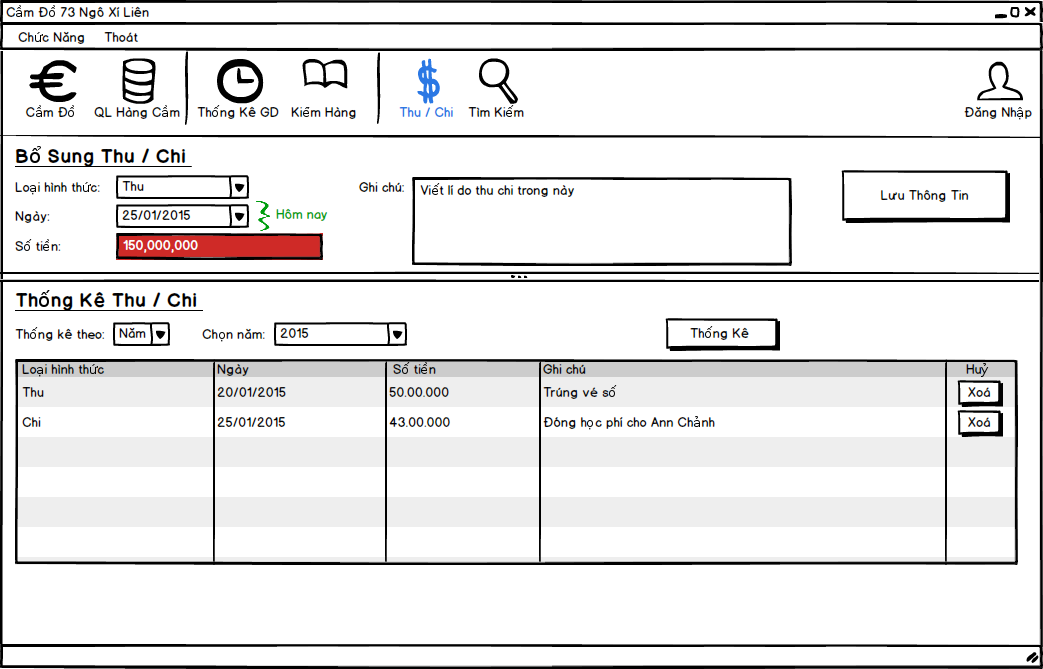 Cầm Đồ 73 Ngô Xí Liên
Chức Năng Thoát
Cầm Đồ QL Hàng Cầm Thống Kê GD Kiểm Hàng Thu / Chi Tìm Kiếm Đăng Nhập
Bổ Sung Thu / Chi
Loại hình thức: Thu Ghi chú: Viết lí do thu chi trong này Lưu Thông Tin
Ngày: 25/01/2015 Hôm nay
Số tiền: 150,000,000
Thống Kê Thu / Chi
Thống kê theo: Năm Chọn năm: 2015 Thống Kê
Loại hình thức Ngày Số tiền Ghi chú Huỷ
Thu 20/01/2015 50.00.000 Trúng vé số Xoá
Chi 25/01/2015 43.00.000 Đóng học phí cho Ann Chảnh Xoá